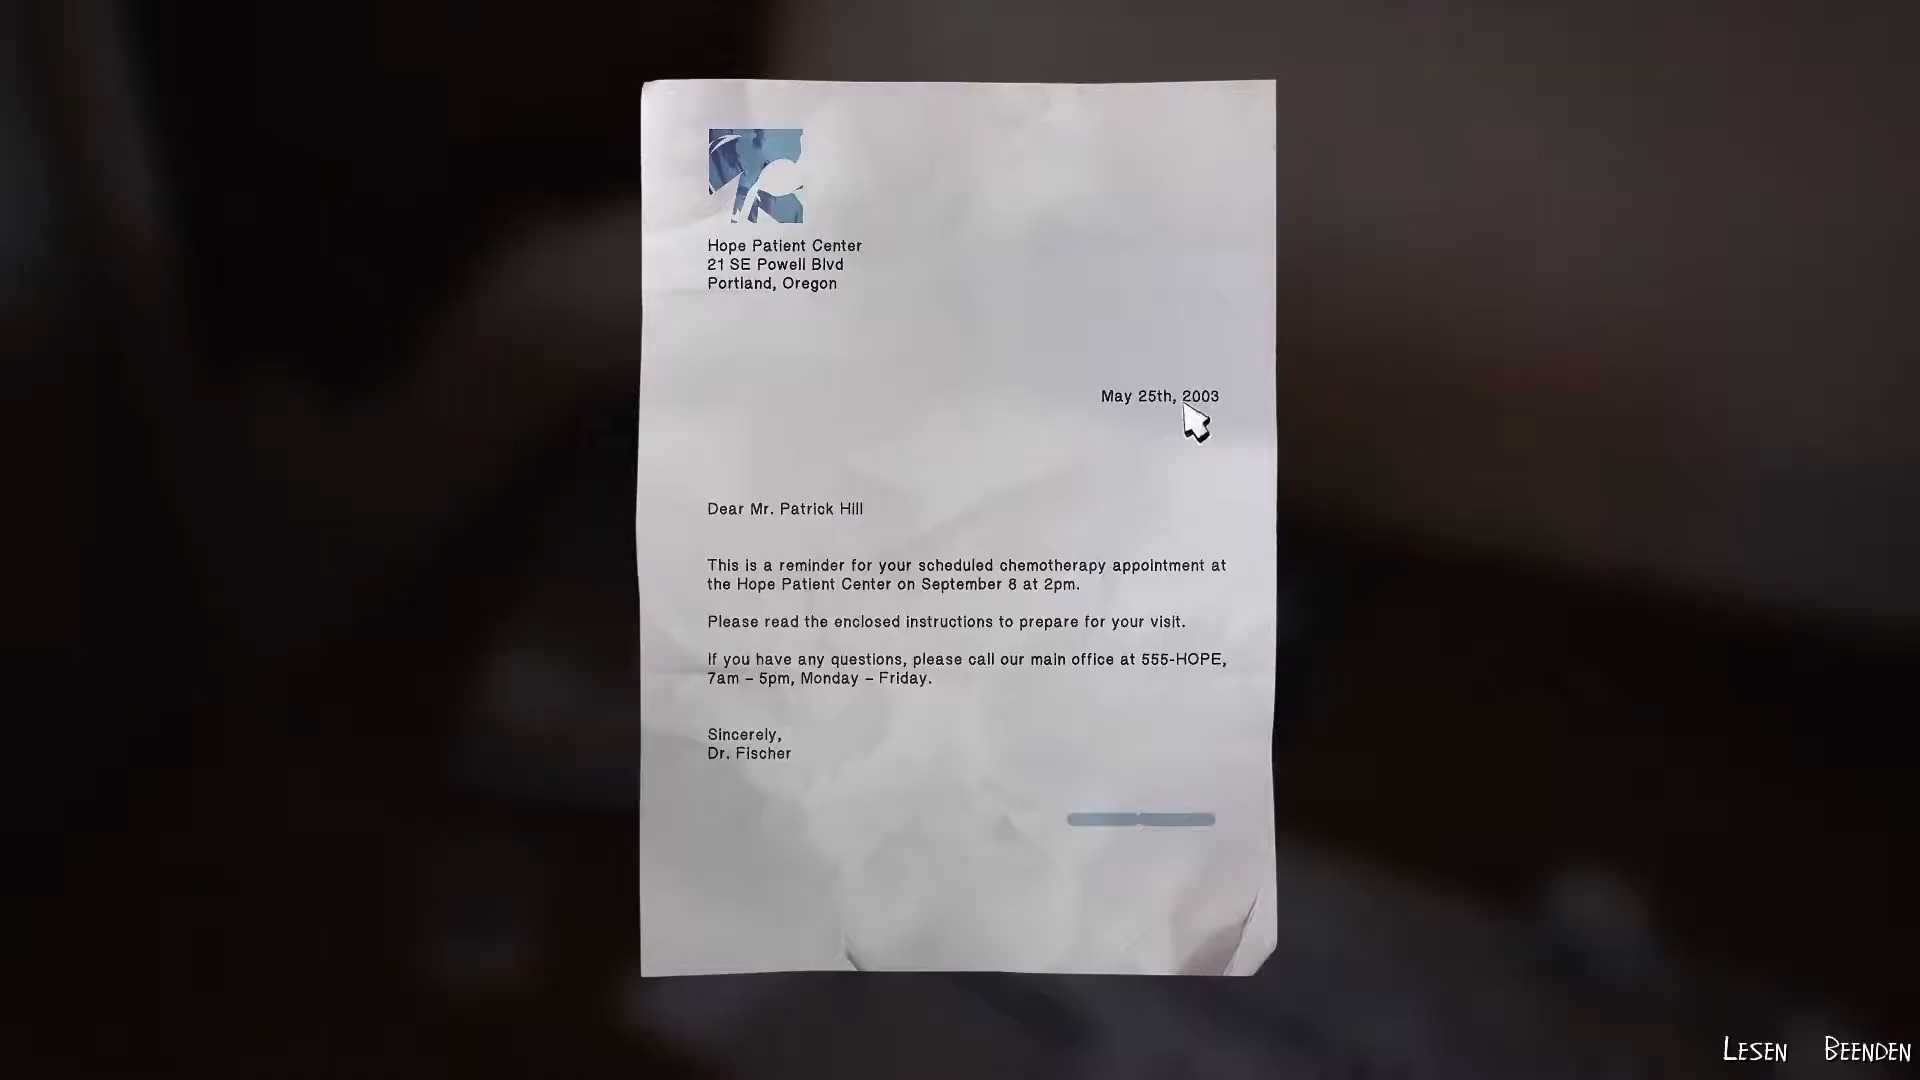 Hope Patient Center
21 SE Powell Blvd
Portland, Oregon
May 25th, 2003
Dear Mr. Patrick Hill
This is a reminder for your scheduled chemotherapy appointment at
the Hope Patient Center on September 8 at 2pm.
Please read the enclosed instructions to prepare for your visit.
If you have any questions, please call our main office at 555-HOPE,
7am – 5pm, Monday – Friday.
Sincerely,
Dr. Fischer
LESEN BEENDEN